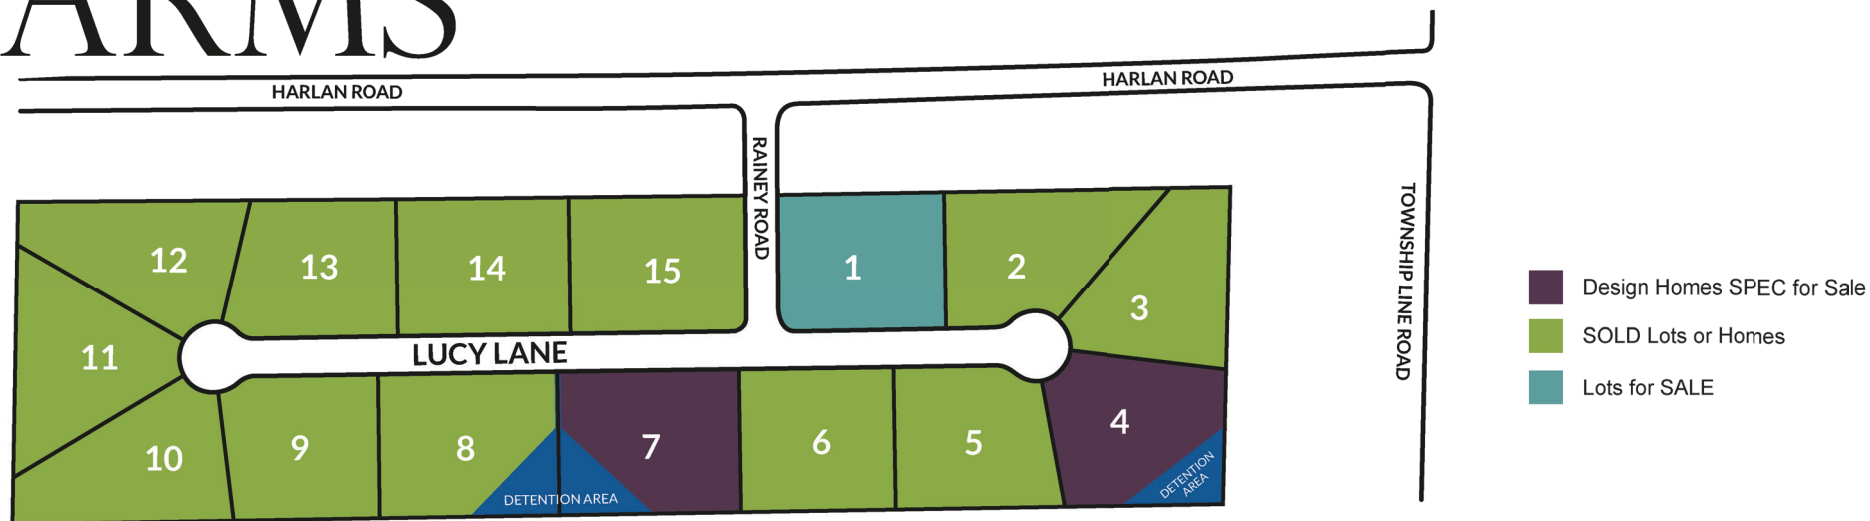 ARMS
HARLAN ROAD
HARLAN ROAD
RAINEY ROAD
TOWNSHIP LINE ROAD
12
13
14
15
1
2
3
11
LUCY LANE
10
9
8
7
6
5
4
DETENTION AREA
DETENTION
AREA
Design Homes SPEC for Sale
SOLD Lots or Homes
Lots for SALE